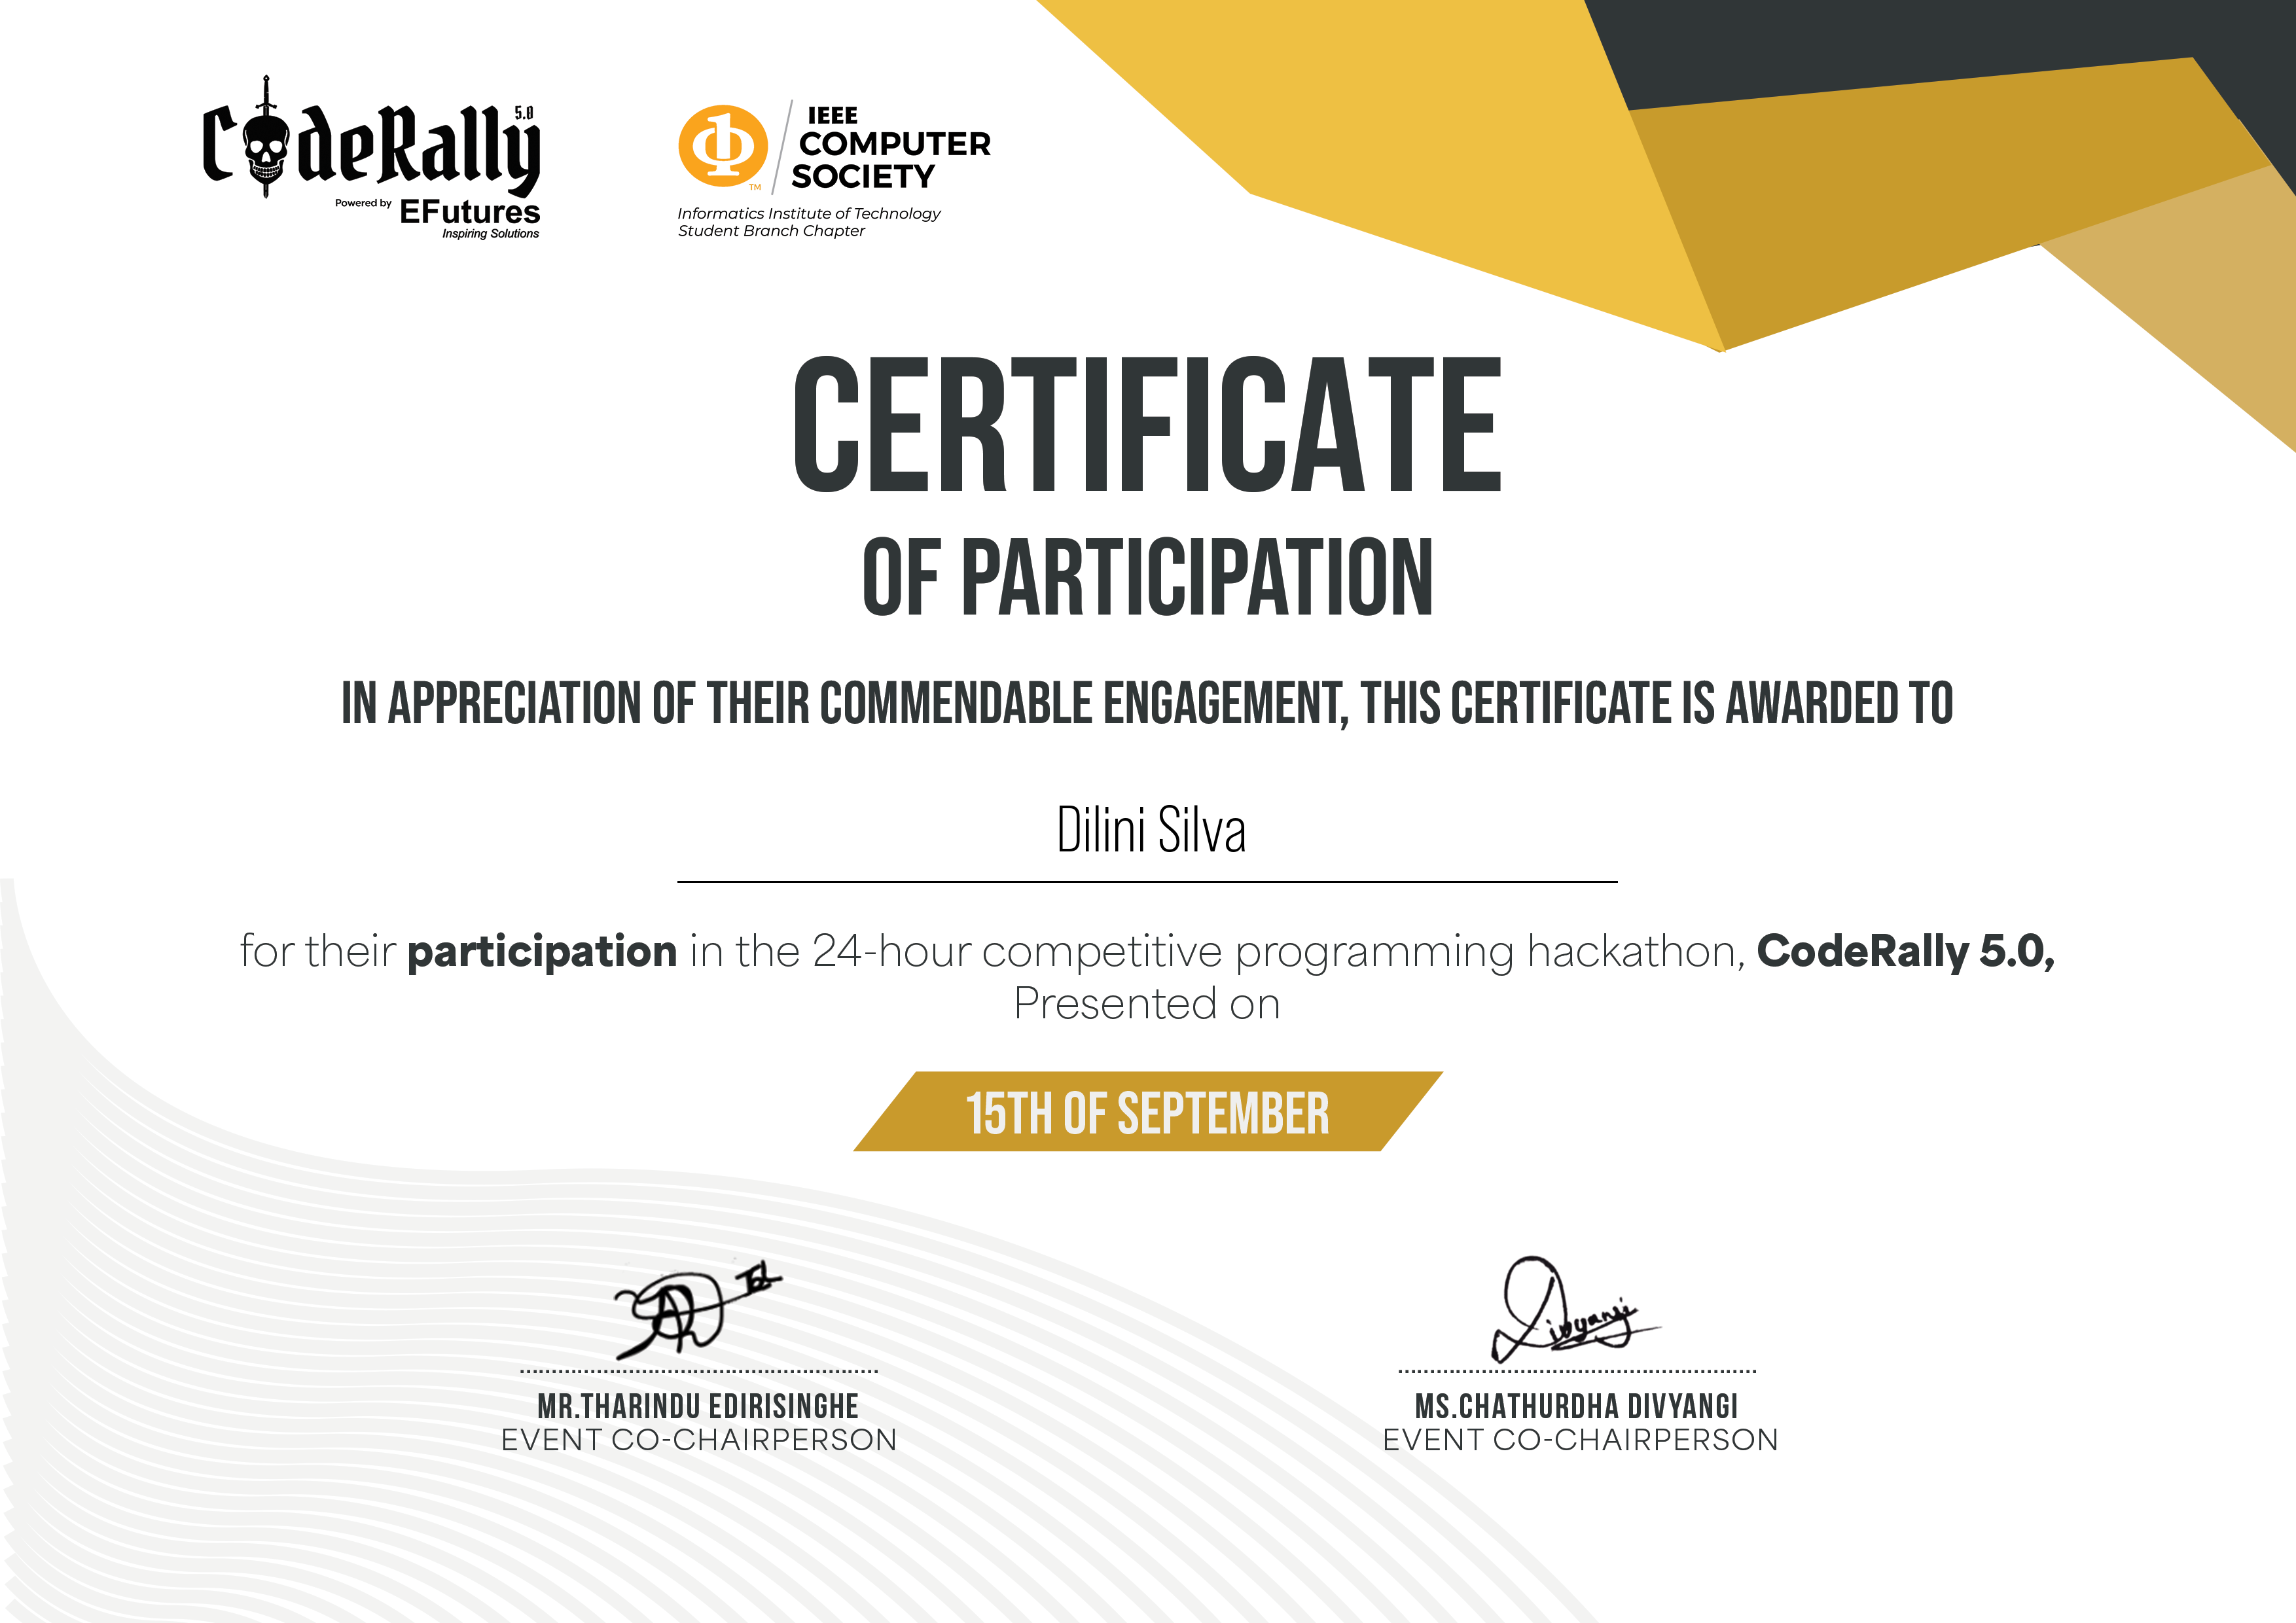 CodeRally 5.0
Powered by EFutures
Inspiring Solutions
IEEE
COMPUTER
SOCIETY
TM
Informatics Institute of Technology
Student Branch Chapter
CERTIFICATE
OF PARTICIPATION
IN APPRECIATION OF THEIR COMMENDABLE ENGAGEMENT, THIS CERTIFICATE IS AWARDED TO
Dilini Silva
for their participation in the 24-hour competitive programming hackathon, CodeRally 5.0,
Presented on
15TH OF SEPTEMBER
Divyangi
MR.THARINDU EDIRISINGHE
EVENT CO-CHAIRPERSON
MS.CHATHURDHA DIVYANGI
EVENT CO-CHAIRPERSON